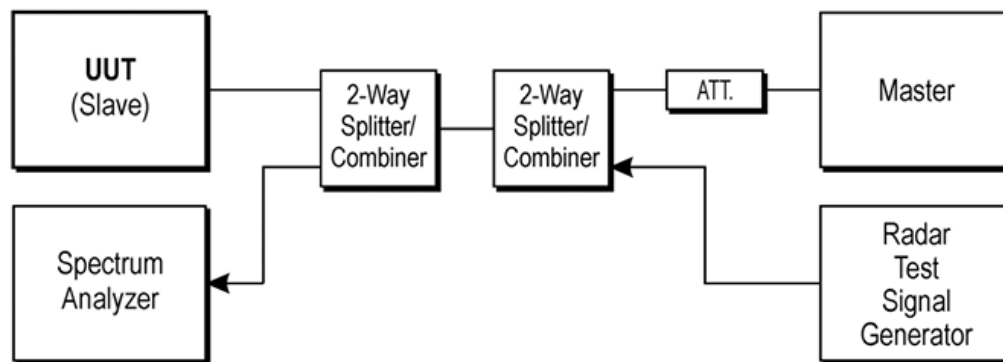 UUT
(Slave)
2-Way
Splitter/
Combiner
2-Way
Splitter/
Combiner
ATT.
Master
Spectrum
Analyzer
Radar
Test
Signal
Generator